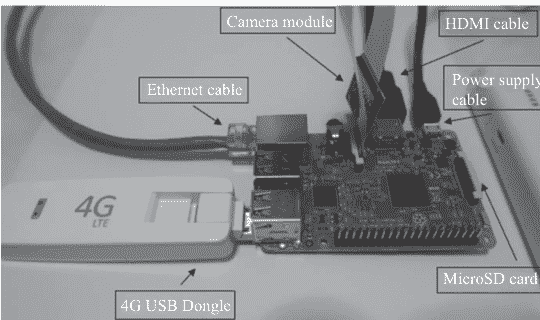 Camera module
HDMI cable
Ethernet cable
Power supply
cable
4G
LTE
MicroSD card
4G USB Dongle